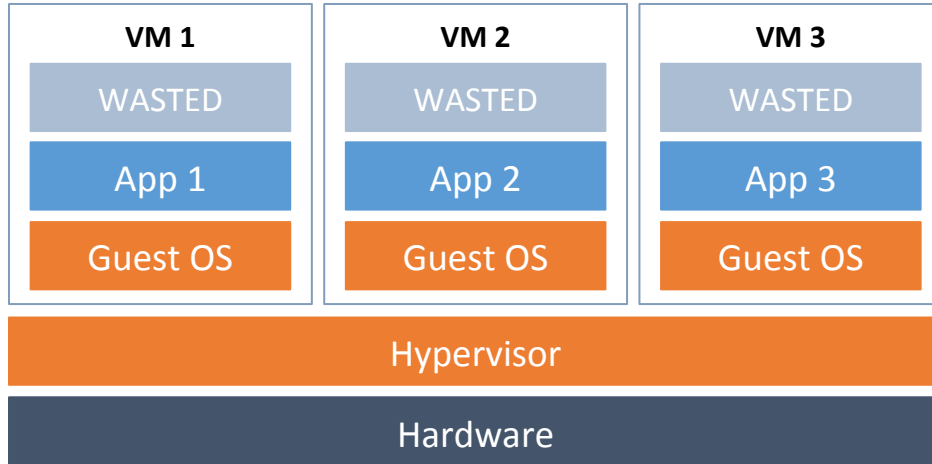 VM 1 VM 2 VM 3
WASTED WASTED WASTED
App 1 App 2 App 3
Guest OS Guest OS Guest OS
Hypervisor
Hardware